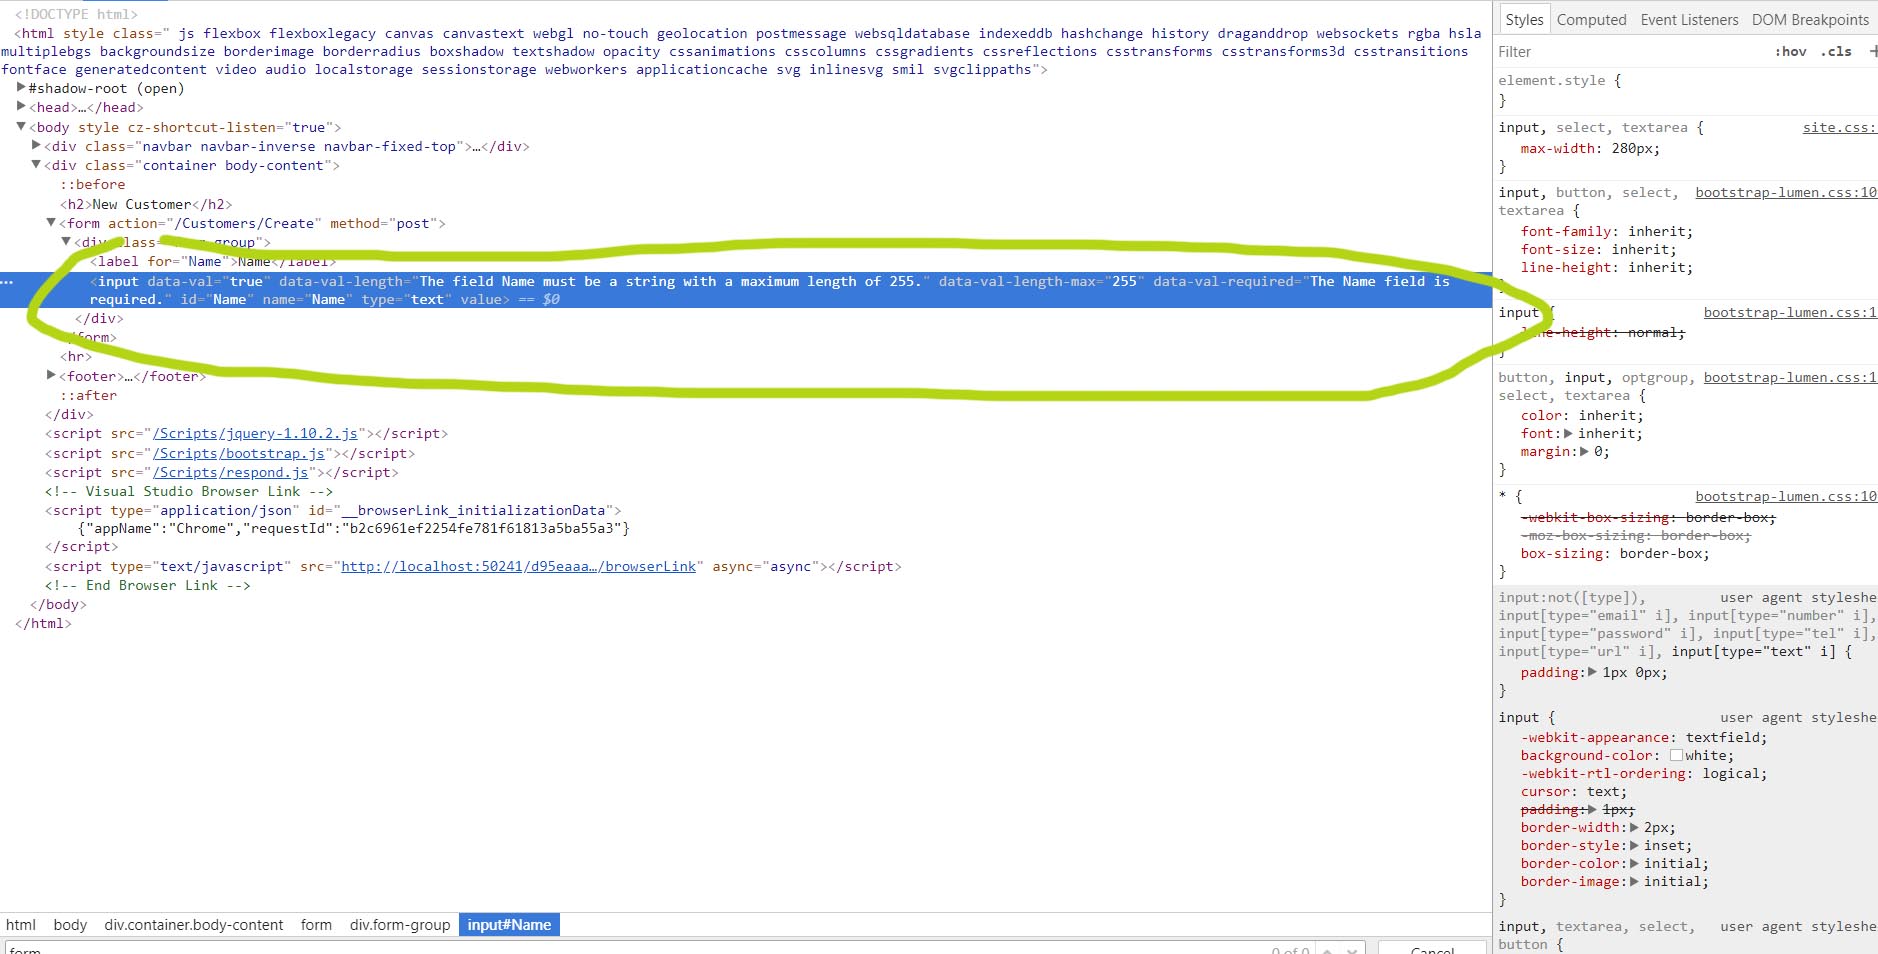 <!DOCTYPE html>
<html style class=" js flexbox flexboxlegacy canvas canvastext webgl no-touch geolocation postmessage websqldatabase indexeddb hashchange history draganddrop websockets rgba hsla
multiplebgs backgroundsize borderimage borderradius boxshadow textshadow opacity cssanimations csscolumns cssgradients cssreflections csstransforms csstransforms3d csstransitions
fontface generatedcontent video audio localstorage sessionstorage webworkers applicationcache svg inlinesvg smil svgclippaths">
▶#shadow-root (open)
▶<head>…</head>
▼<body style cz-shortcut-listen="true">
▶<div class="navbar navbar-inverse navbar-fixed-top">…</div>
▼<div class="container body-content">
::before
<h2>New Customer</h2>
▼<form action="/Customers/Create" method="post">
▼<div class= group">
<label for="Name">Name</label>
... <input data-val="true" data-val-length="The field Name must be a string with a maximum length of 255." data-val-length-max="255" data-val-required="The Name field is
required." id="Name" name="Name" type="text" value> == $0
</div>
form>
<hr>
▶<footer>…</footer>
::after
</div>
<script src="/Scripts/jquery-1.10.2.js"></script>
<script src="/Scripts/bootstrap.js"></script>
<script src="/Scripts/respond.js"></script>
<!-- Visual Studio Browser Link -->
<script type="application/json" id="__browserLink_initializationData">
{"appName":"Chrome","requestId":"b2c6961ef2254fe781f61813a5ba55a3"}
</script>
<script type="text/javascript" src="http://localhost:50241/d95eaaa…/browserLink" async="async"></script>
<!-- End Browser Link -->
</body>
</html>
html body div.container.body-content form div.form-group input#Name
form 0 of 0 Cancel
Styles Computed Event Listeners DOM Breakpoints
Filter :hov .cls +
element.style {
}
input, select, textarea { site.css:
max-width: 280px;
}
input, button, select, bootstrap-lumen.css:10
textarea {
font-family: inherit;
font-size: inherit;
line-height: inherit;
}
input { bootstrap-lumen.css:1
line-height: normal;
}
button, input, optgroup, bootstrap-lumen.css:1
select, textarea {
color: inherit;
font:▶inherit;
margin:▶0;
}
* { bootstrap-lumen.css:10
-webkit-box-sizing: border-box;
-moz-box-sizing: border-box;
box-sizing: border-box;
}
input:not([type]), user agent styleshe
input[type="email" i], input[type="number" i],
input[type="password" i], input[type="tel" i],
input[type="url" i], input[type="text" i] {
padding:▶1px 0px;
}
input { user agent styleshe
-webkit-appearance: textfield;
background-color: white;
-webkit-rtl-ordering: logical;
cursor: text;
padding:▶1px;
border-width:▶2px;
border-style:▶inset;
border-color:▶initial;
border-image:▶initial;
}
input, textarea, select, user agent styleshe
button {